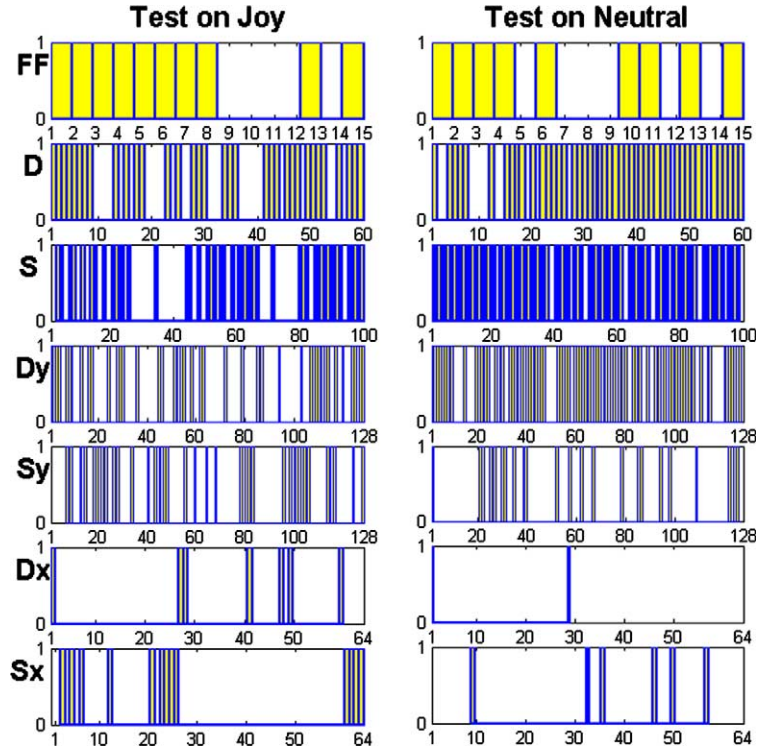 Test on Joy Test on Neutral
FF 1 0 1 0
1 2 3 4 5 6 7 8 9 10 11 12 13 14 15 1 2 3 4 5 6 7 8 9 10 11 12 13 14 15
D 1 0 1 0
1 10 20 30 40 50 60 1 10 20 30 40 50 60
S 1 0 1 0
1 20 40 60 80 100 1 20 40 60 80 100
Dy 1 0 1 0
1 20 40 60 80 100 128 1 20 40 60 80 100 128
Sy 1 0 1 0
1 20 40 60 80 100 128 1 20 40 60 80 100 128
Dx 1 0 1 0
1 10 20 30 40 50 64 1 10 20 30 40 50 64
Sx 1 0 1 0
1 10 20 30 40 50 64 1 10 20 30 40 50 64